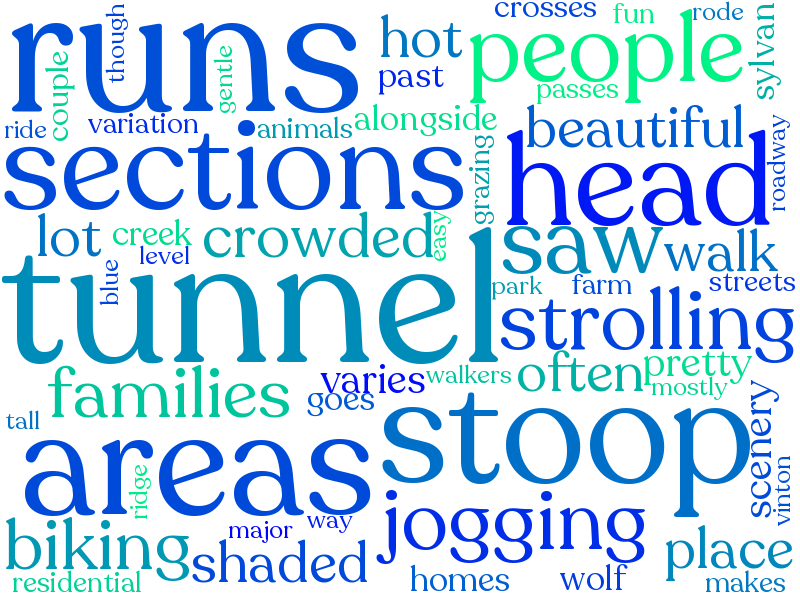 runs
though
gentle
couple
ride
variation
hot
past
animals
alongside
crosses
fun
rode
people
passes
sylvan
sections
grazing
beautiful
head
roadway
lot
creek
level
blue
crowded
easy
saw
walk
tunnel
park
farm
streets
strolling
families
varies
goes
walkers
often
pretty
mostly
tall
areas
ridge
stoop
scenery
vinton
biking
major
way
jogging
shaded
place
residential
homes
wolf
makes